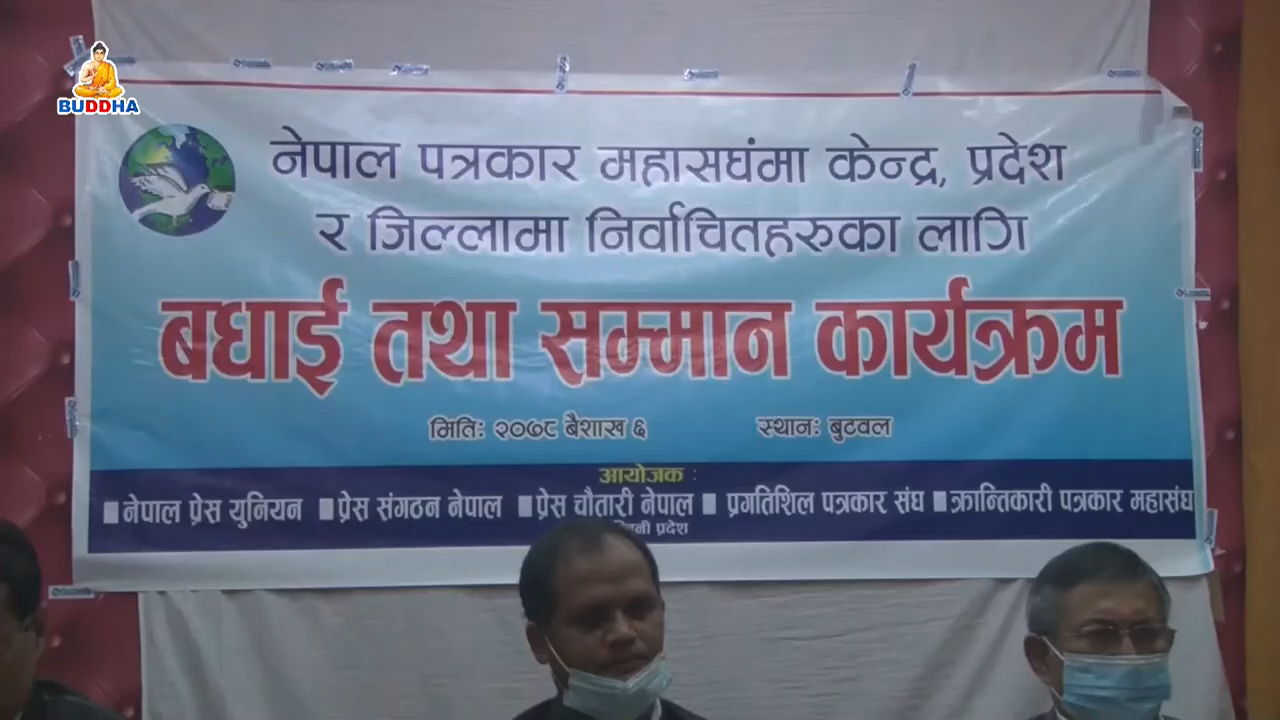 BUDDHA
नेपाल पत्रकार महासघंमा केन्द्र, प्रदेश
र जिल्लामा निर्वाचितहरुका लागि
बधाई तथा सम्मान कार्यक्रम
मितिः २०७८ बैशाख ६ स्थानः बुटवल
आयोजक :
नेपाल प्रेस युनियन प्रेस संगठन नेपाल प्रेस चौतारी नेपाल प्रगतिशिल पत्रकार संघ क्रान्तिकारी पत्रकार महासंघ
प्रदेश